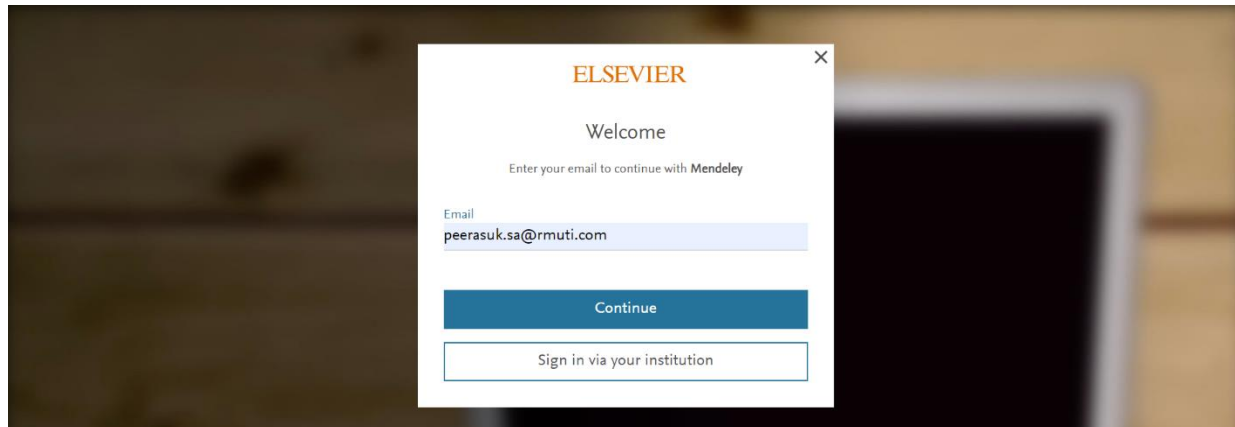 ELSEVIER
Welcome
Enter your email to continue with Mendeley
Email
peerasuk.sa@rmuti.com
Continue
Sign in via your institution